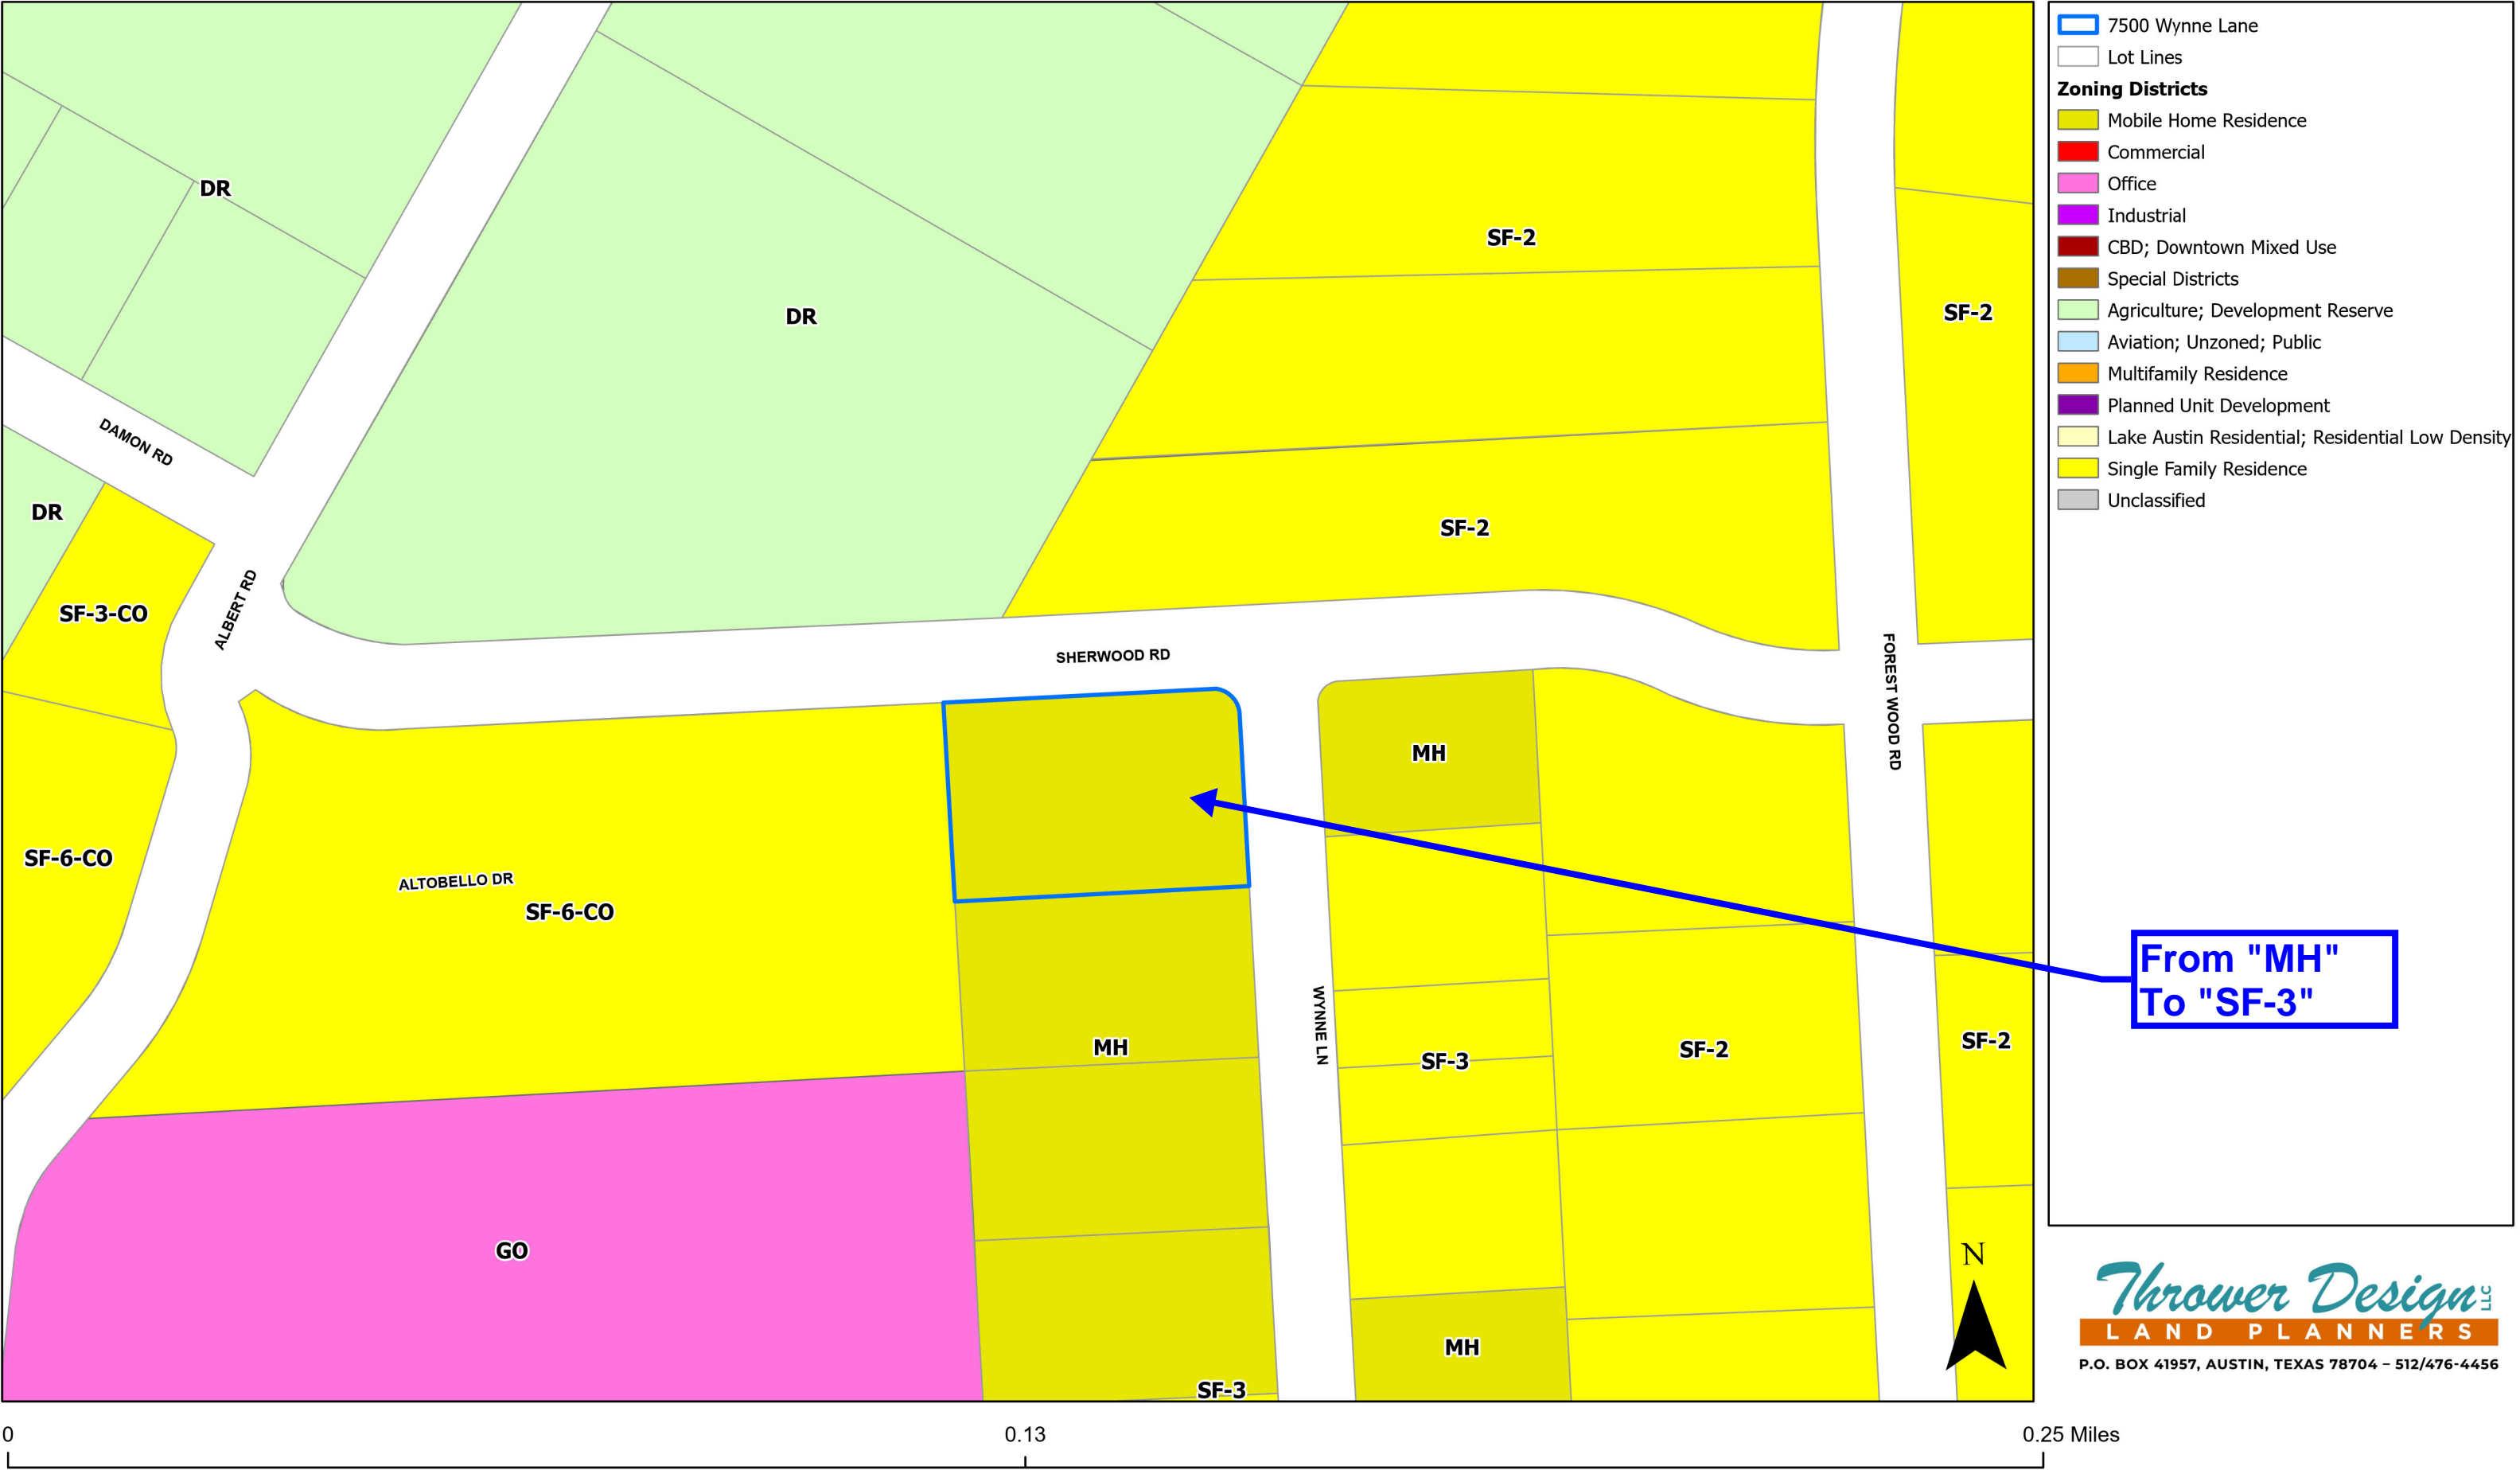 DR
DR
SF-2
SF-2
DAMON RD
DR
SF-2
SF-3-CO
ALBERT RD
SHERWOOD RD
FOREST WOOD RD
MH
SF-6-CO
ALTOBELLO DR
SF-6-CO
WYNNE LN
MH
SF-3
SF-2
SF-2
GO
MH
SF-3
N
7500 Wynne Lane
Lot Lines
Zoning Districts
Mobile Home Residence
Commercial
Office
Industrial
CBD; Downtown Mixed Use
Special Districts
Agriculture; Development Reserve
Aviation; Unzoned; Public
Multifamily Residence
Planned Unit Development
Lake Austin Residential; Residential Low Density
Single Family Residence
Unclassified
From "MH"
To "SF-3"
Thrower Design LLC
LAND PLANNERS
P.O. BOX 41957, AUSTIN, TEXAS 78704 – 512/476-4456
0 0.13 0.25 Miles